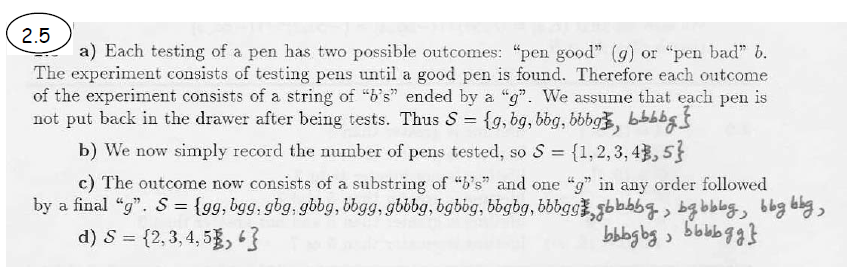 2.5
a) Each testing of a pen has two possible outcomes: "pen good" (g) or "pen bad" b.
The experiment consists of testing pens until a good pen is found. Therefore each outcome
of the experiment consists of a string of "b's" ended by a "g". We assume that each pen is
not put back in the drawer after being tests. Thus S = {g, bg, bbg, bbbg, bbbbg}
b) We now simply record the number of pens tested, so S = {1, 2, 3, 4, 5}
c) The outcome now consists of a substring of "b's" and one "g" in any order followed
by a final "g". S = {gg, bgg, gbg, gbbg, bbgg, gbbbg, bgbbg, bbgbg, bbbgg, gbbbbg, bgbbbg, bbgbbg,
bbbgbg, bbbbgg}
d) S = {2, 3, 4, 5, 6}